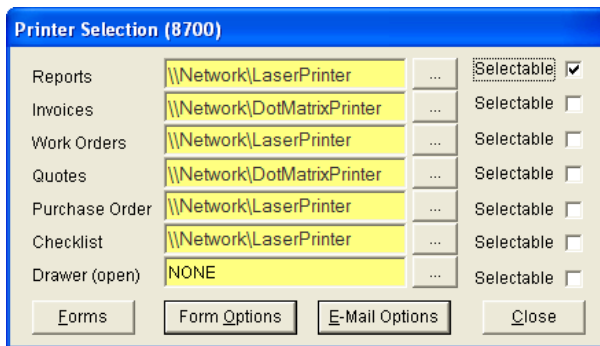 Printer Selection (8700)
Reports \\Network\LaserPrinter ... Selectable
Invoices \\Network\DotMatrixPrinter ... Selectable
Work Orders \\Network\LaserPrinter ... Selectable
Quotes \\Network\DotMatrixPrinter ... Selectable
Purchase Order \\Network\LaserPrinter ... Selectable
Checklist \\Network\LaserPrinter ... Selectable
Drawer (open) NONE ... Selectable
Forms Form Options E-Mail Options Close